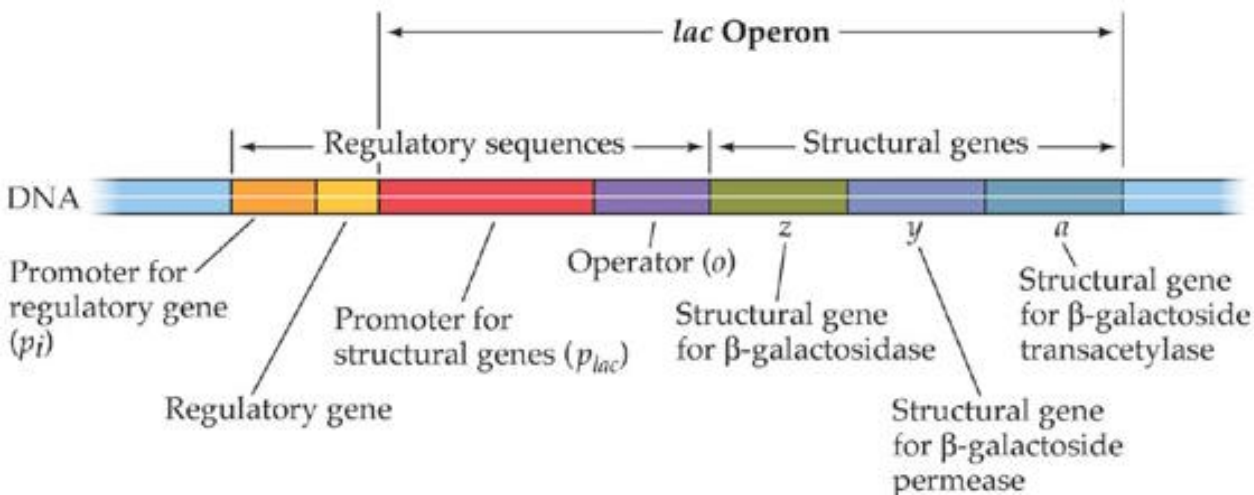 lac Operon
Regulatory sequences
Structural genes
DNA
z
y
a
Promoter for
regulatory gene
(pi)
Regulatory gene
Promoter for
structural genes (plac)
Operator (o)
Structural gene
for β-galactosidase
Structural gene
for β-galactoside
permease
Structural gene
for β-galactoside
transacetylase